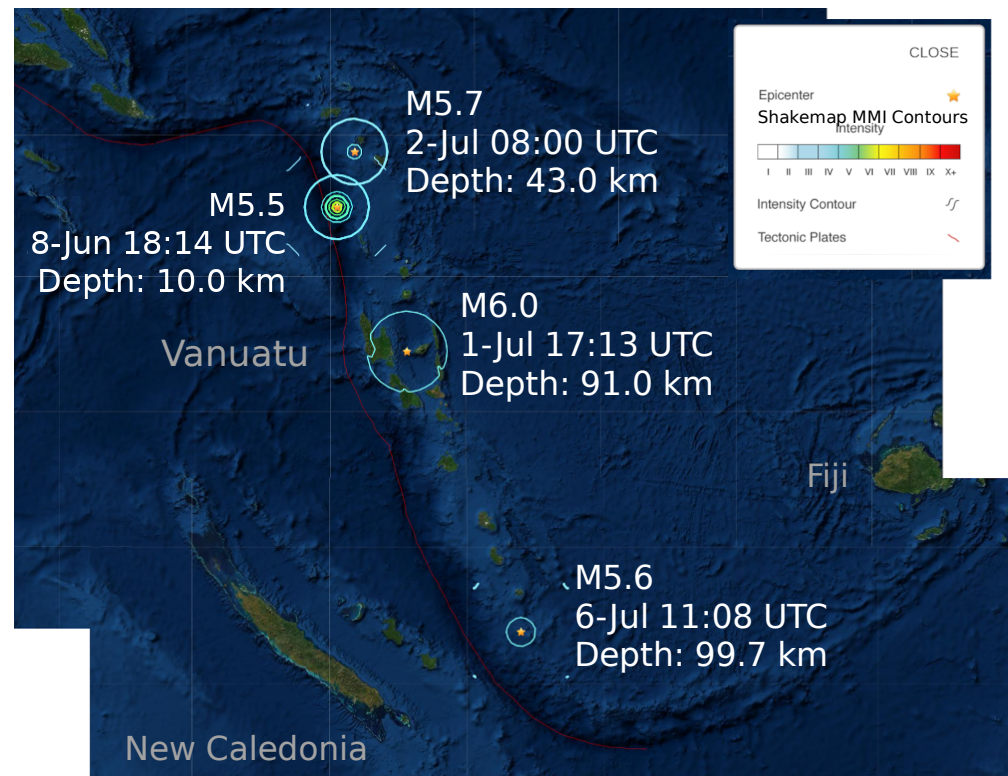 CLOSE
Epicenter
Shakemap MMI Contours
Intensity
I II III IV V VI VII VIII IX X+
Intensity Contour
Tectonic Plates
M5.7
2-Jul 08:00 UTC
Depth: 43.0 km
M5.5
8-Jun 18:14 UTC
Depth: 10.0 km
M6.0
1-Jul 17:13 UTC
Depth: 91.0 km
Vanuatu
Fiji
M5.6
6-Jul 11:08 UTC
Depth: 99.7 km
New Caledonia